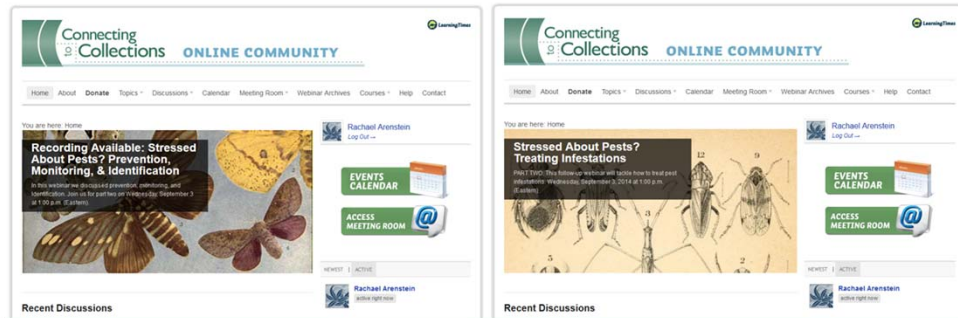 LearningTimes
Connecting
to Collections ONLINE COMMUNITY
Home About Donate Topics Discussions Calendar Meeting Room Webinar Archives Courses Help Contact
You are here: Home
Recording Available: Stressed
About Pests? Prevention,
Monitoring, & Identification
In this webinar we discussed prevention, monitoring, and
identification. Join us for part two on Wednesday, September 3
at 1:00 p.m. (Eastern).
Rachael Arenstein
Log Out →
EVENTS
CALENDAR
ACCESS
MEETING ROOM
NEWEST | ACTIVE
Rachael Arenstein
active right now
Recent Discussions
LearningTimes
Connecting
to Collections ONLINE COMMUNITY
Home About Donate Topics Discussions Calendar Meeting Room Webinar Archives Courses Help Contact
You are here: Home
Stressed About Pests?
Treating Infestations
PART TWO: This follow-up webinar will tackle how to treat pest
infestations. Wednesday, September 3, 2014 at 1:00 p.m.
(Eastern).
12
9
3
2
5
Rachael Arenstein
Log Out →
EVENTS
CALENDAR
ACCESS
MEETING ROOM
NEWEST | ACTIVE
Rachael Arenstein
active right now
Recent Discussions